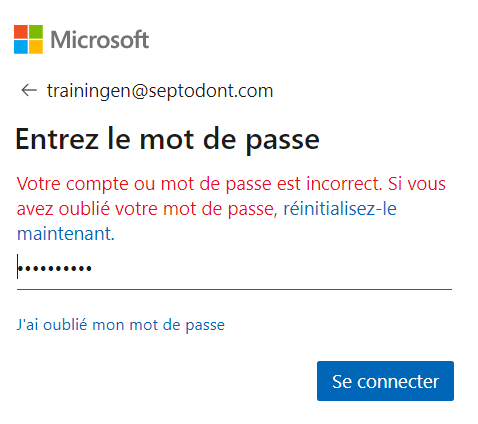 Microsoft
← trainingen@septodont.com
Entrez le mot de passe
Votre compte ou mot de passe est incorrect. Si vous
avez oublié votre mot de passe, réinitialisez-le
maintenant.
••••••••••
J'ai oublié mon mot de passe
Se connecter